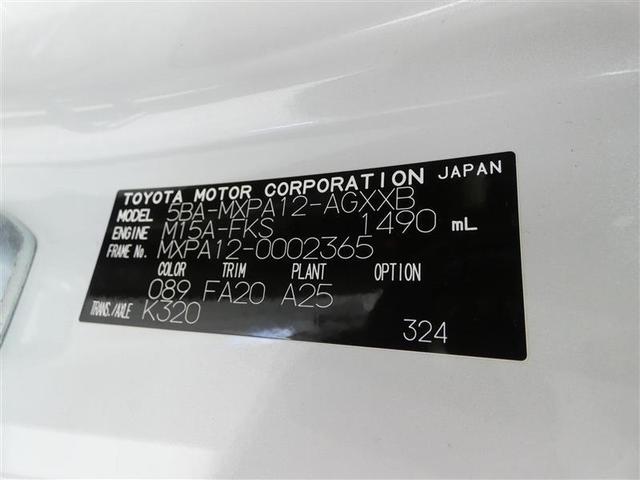 TOYOTA MOTOR CORPORATION JAPAN
MODEL 5BA-MXPA12-AGXXB
ENGINE M15A-FKS 1490 mL
FRAME No. MXPA12-0002365
COLOR TRIM PLANT OPTION
089 FA20 A25
TRANS./AXLE K320
324